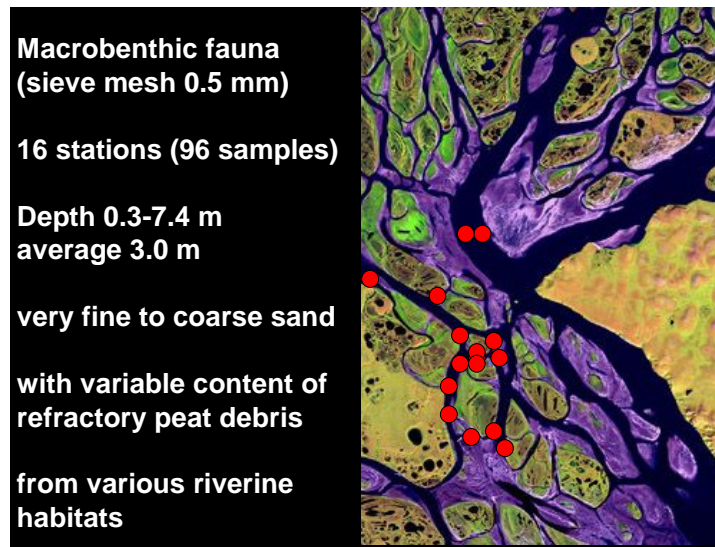 Macrobenthic fauna
(sieve mesh 0.5 mm)
16 stations (96 samples)
Depth 0.3-7.4 m
average 3.0 m
very fine to coarse sand
with variable content of
refractory peat debris
from various riverine
habitats